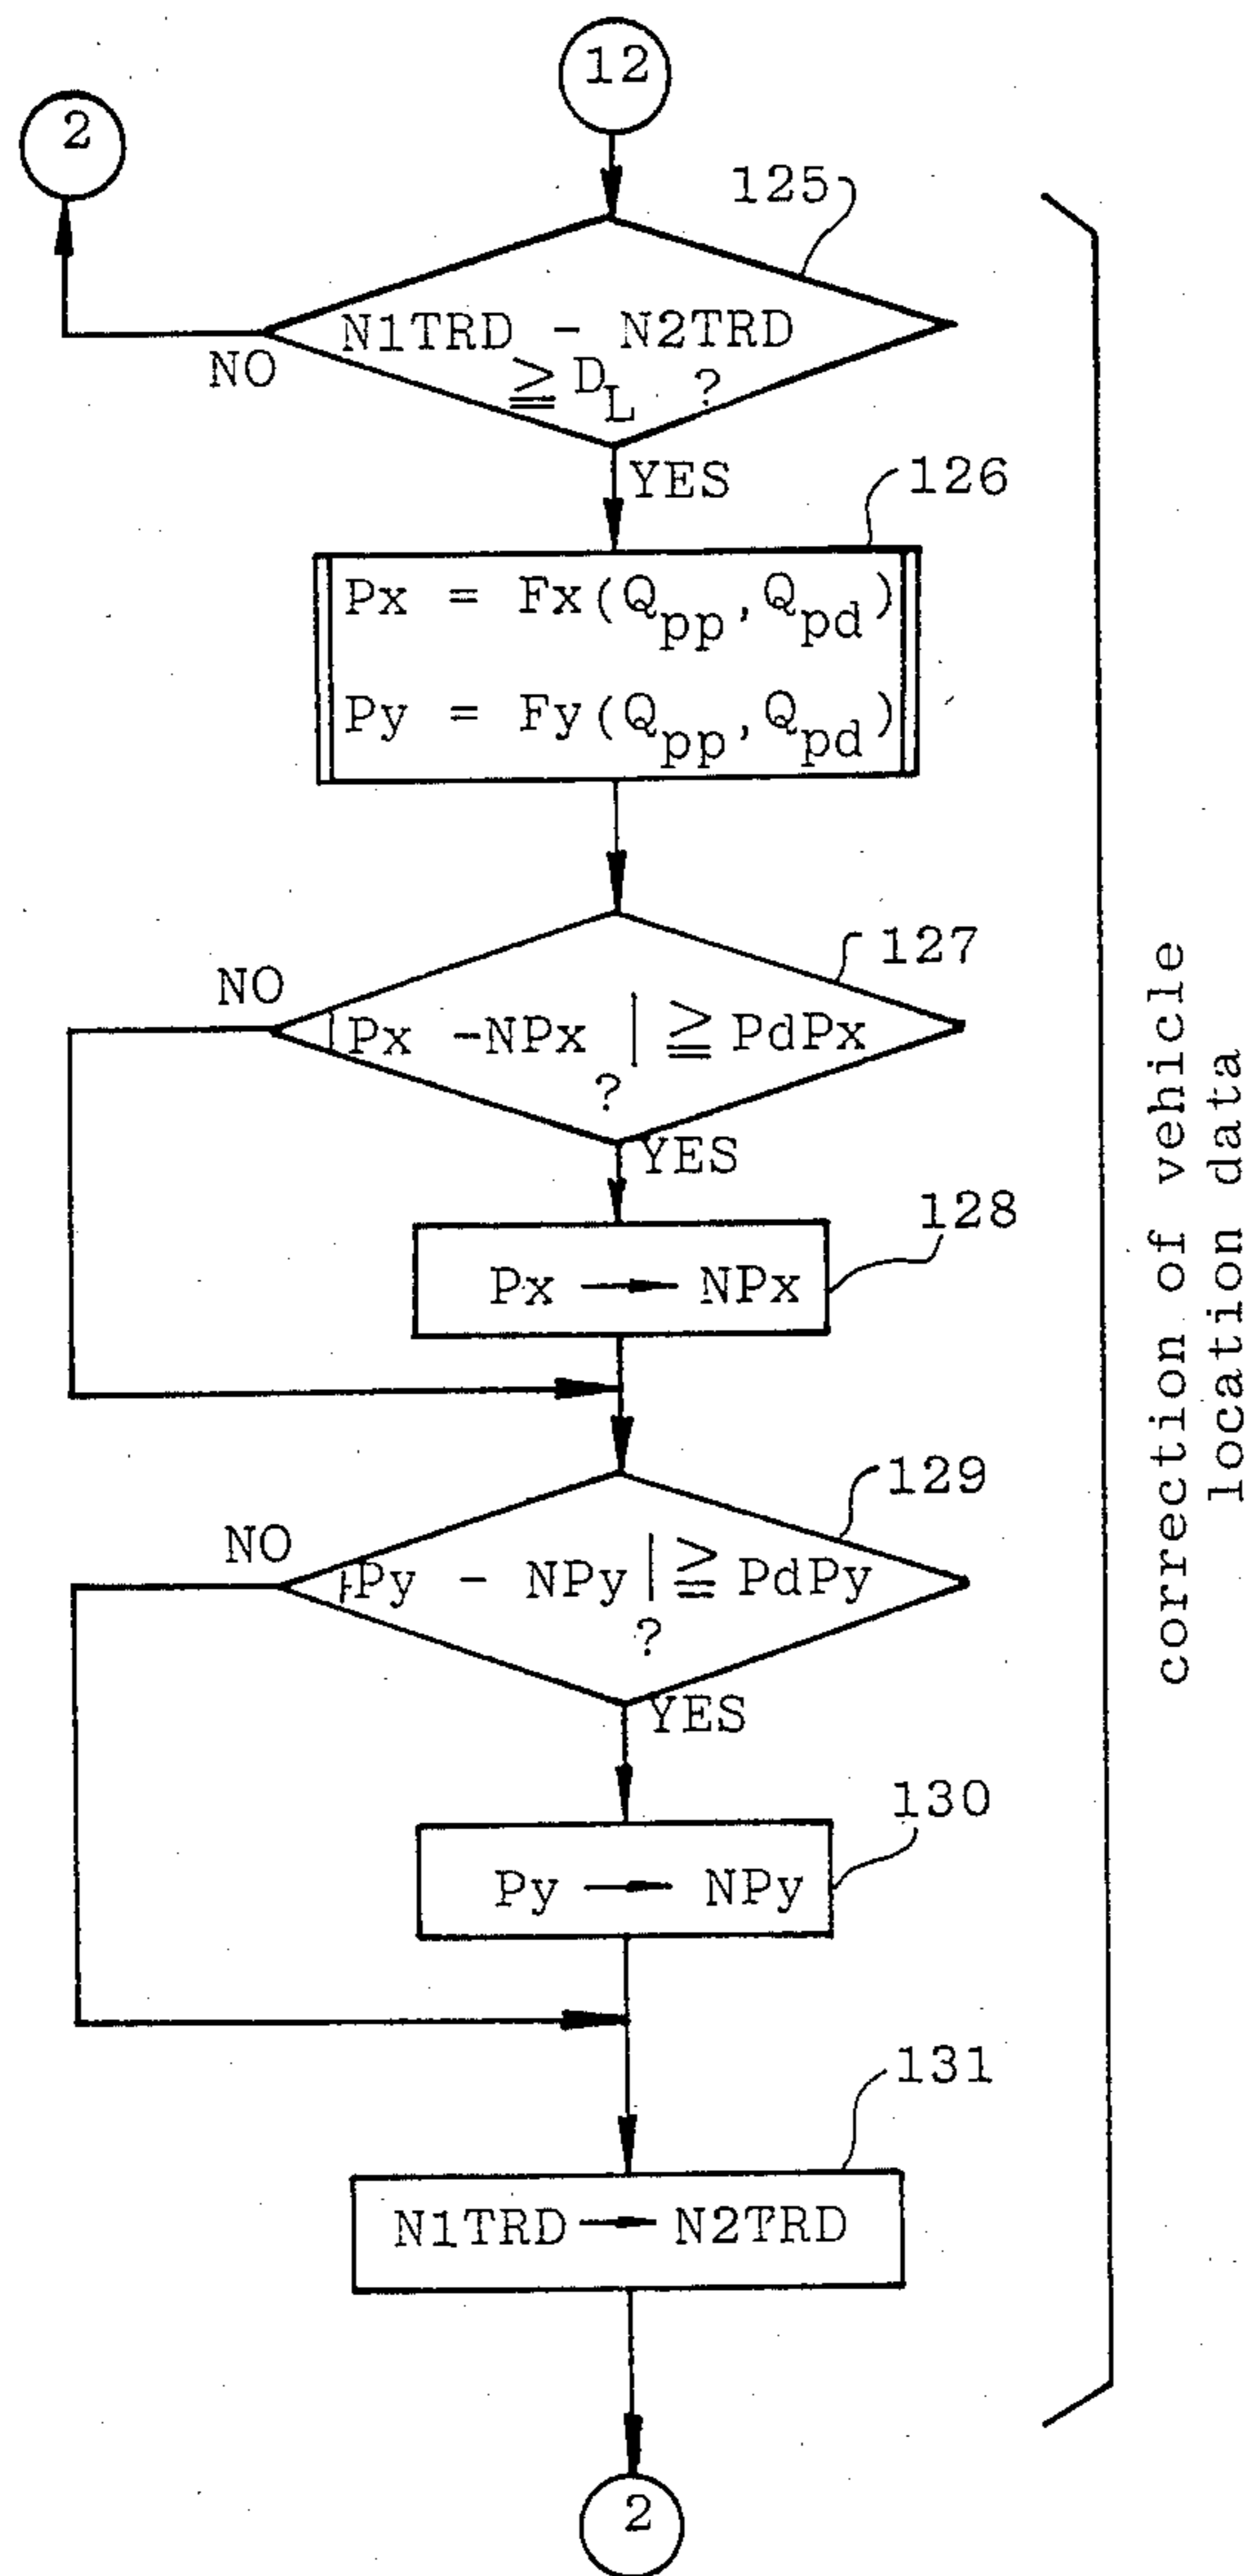 12
2
125
N1TRD - N2TRD
≧ D_L ?
NO
YES
126
Px = Fx(Q_pp, Q_pd)
Py = Fy(Q_pp, Q_pd)
127
NO
|Px -NPx | ≧ PdPx
?
YES
128
Px → NPx
129
NO
|Py - NPy| ≧ PdPy
?
YES
130
Py → NPy
131
N1TRD → N2TRD
2
correction of vehicle
location data